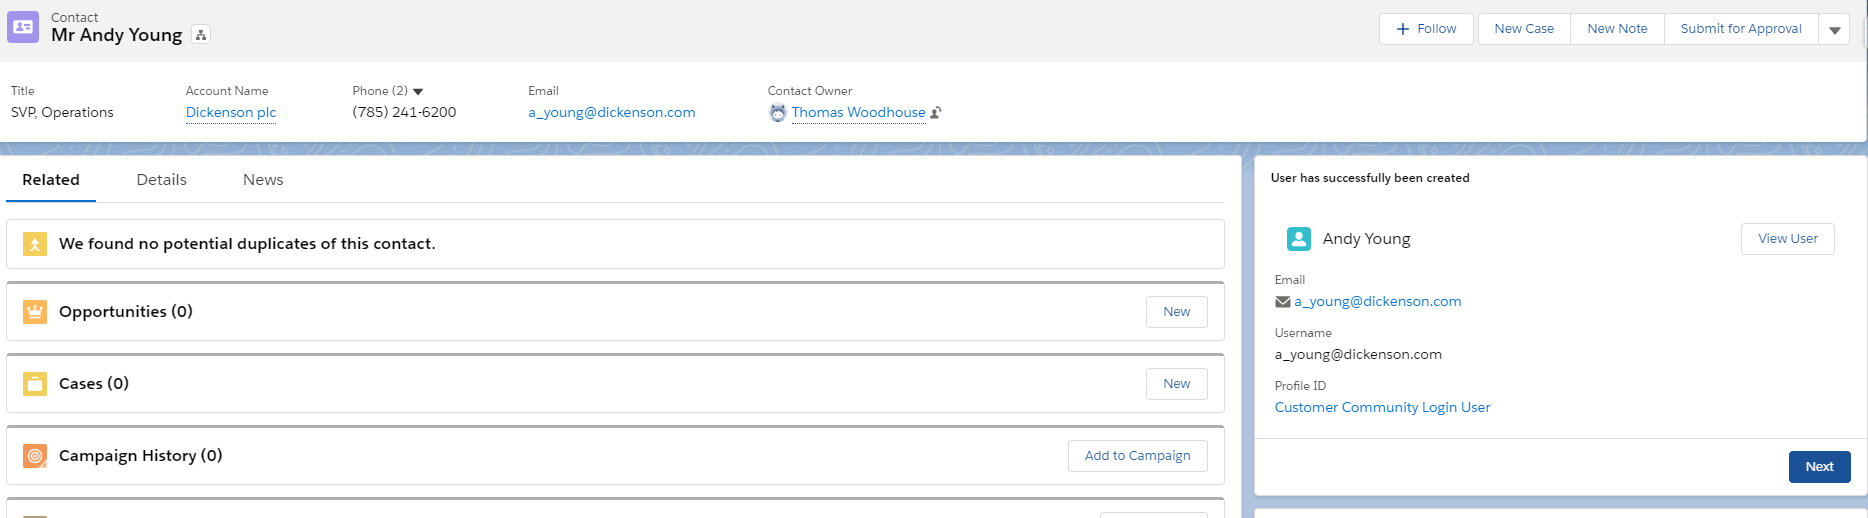 Contact
Mr Andy Young
Follow
New Case
New Note
Submit for Approval
Title
Account Name
Phone (2)
Email
Contact Owner
SVP, Operations
Dickenson plc
(785) 241-6200
a_young@dickenson.com
Thomas Woodhouse
Related
Details
News
We found no potential duplicates of this contact.
Opportunities (0)
New
Cases (0)
New
Campaign History (0)
Add to Campaign
User has successfully been created
Andy Young
View User
Email
a_young@dickenson.com
Username
a_young@dickenson.com
Profile ID
Customer Community Login User
Next